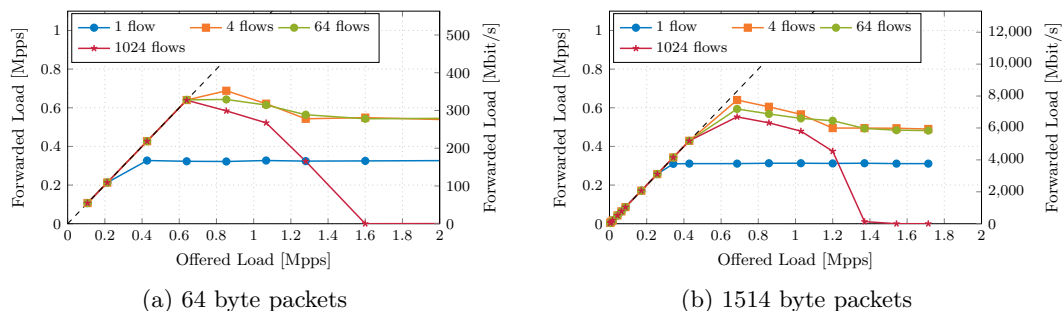 1 flow 4 flows 64 flows
1024 flows
Forwarded Load [Mpps]
1
0.8
0.6
0.4
0.2
0
0 0.2 0.4 0.6 0.8 1 1.2 1.4 1.6 1.8 2
Offered Load [Mpps]
500
400
300
200
100
0
Forwarded Load [Mbit/s]
(a) 64 byte packets
1 flow 4 flows 64 flows
1024 flows
Forwarded Load [Mpps]
1
0.8
0.6
0.4
0.2
0
0 0.2 0.4 0.6 0.8 1 1.2 1.4 1.6 1.8 2
Offered Load [Mpps]
12,000
10,000
8,000
6,000
4,000
2,000
0
Forwarded Load [Mbit/s]
(b) 1514 byte packets